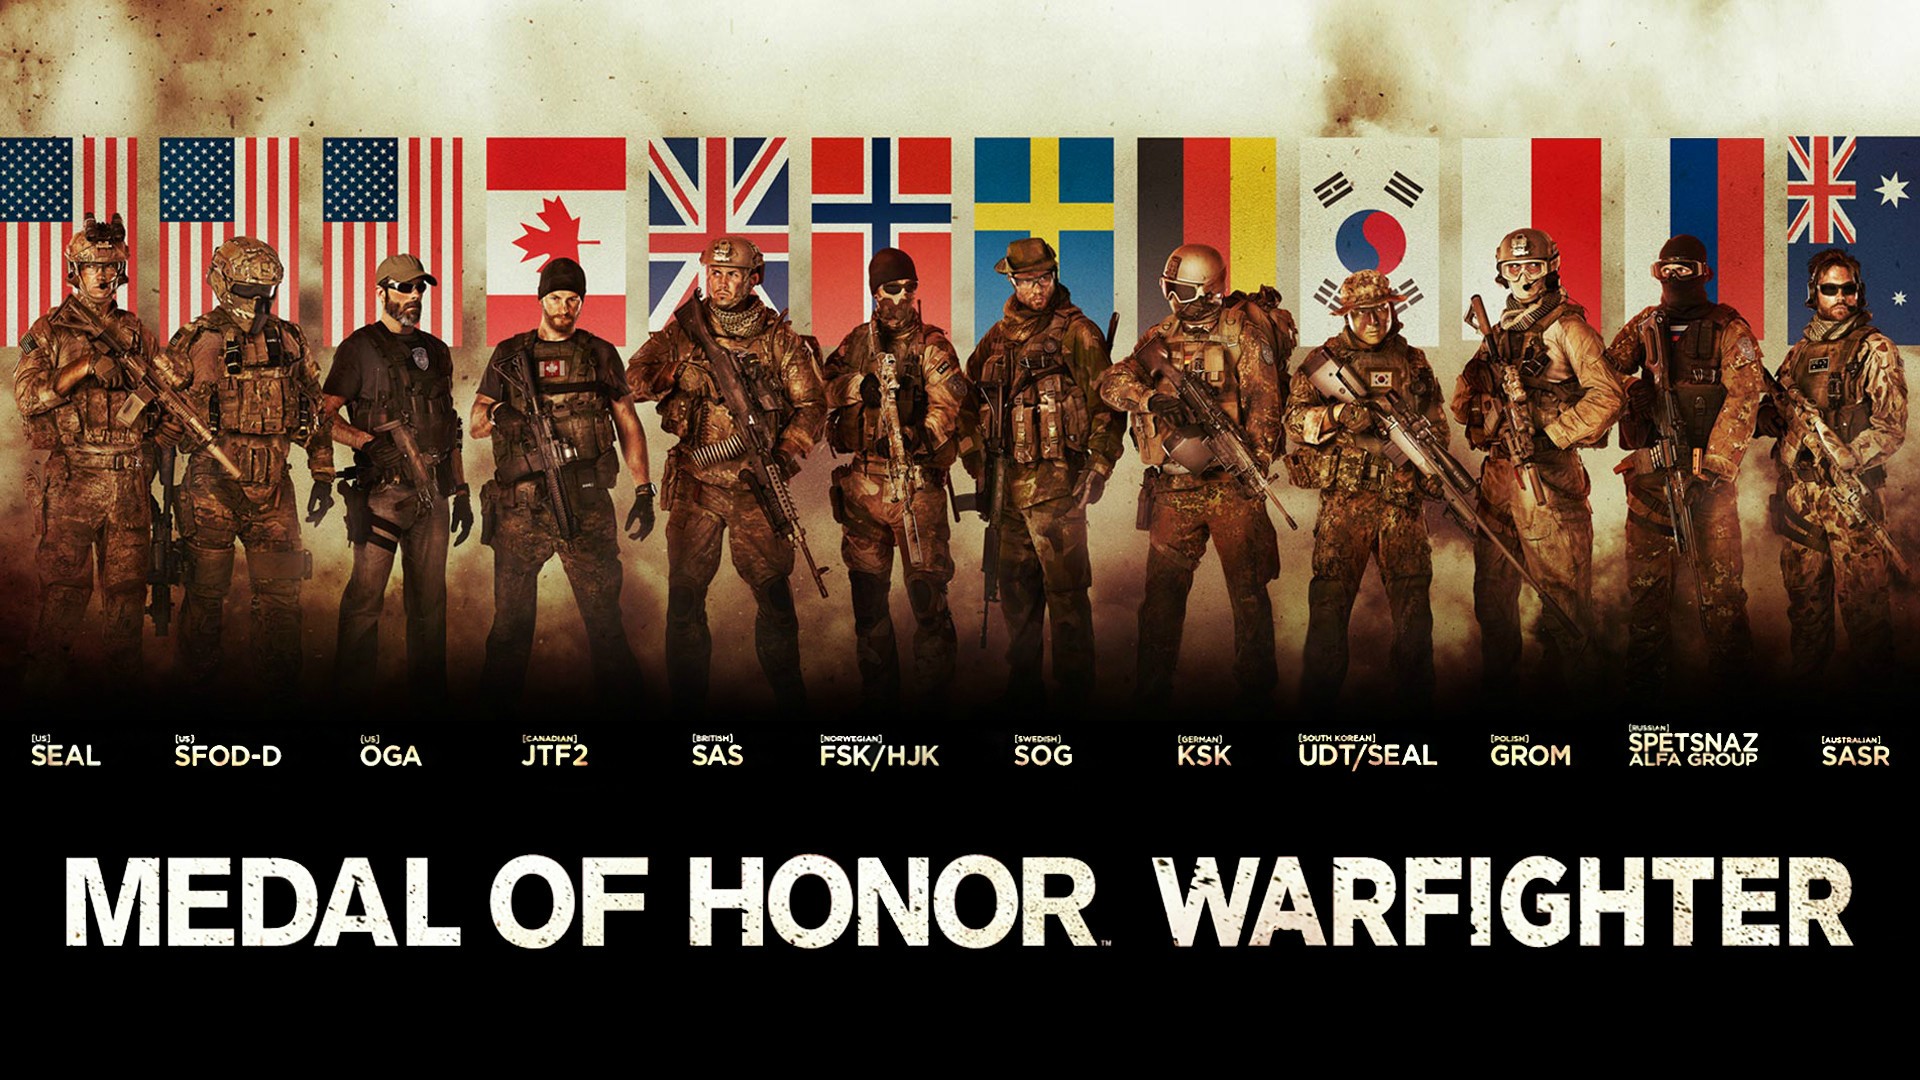 [US]
SEAL
[US]
SFOD-D
[US]
OGA
[CANADIAN]
JTF2
[BRITISH]
SAS
[NORWEGIAN]
FSK/HJK
[SWEDISH]
SOG
[GERMAN]
KSK
[SOUTH KOREAN]
UDT/SEAL
[POLISH]
GROM
[RUSSIAN]
SPETSNAZ
ALFA GROUP
[AUSTRALIAN]
SASR
MEDAL OF HONOR™ WARFIGHTER